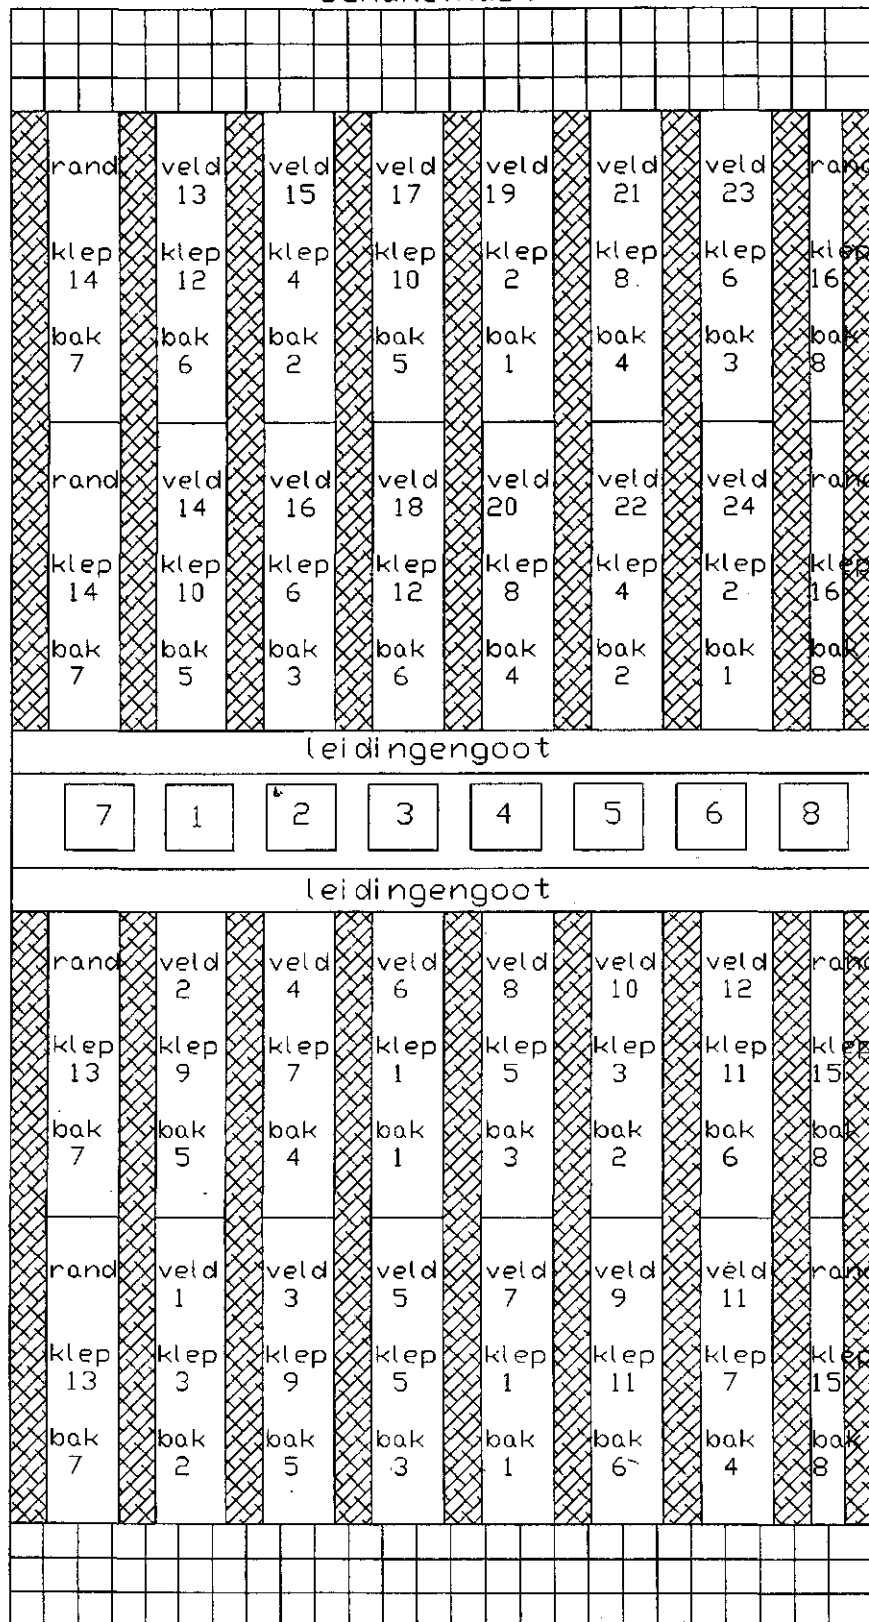 rand veld veld veld veld veld veld rand
13 15 17 19 21 23
klep klep klep klep klep klep klep klep
14 12 4 10 2 8 6 16
bak bak bak bak bak bak bak bak
7 6 2 5 1 4 3 8
rand veld veld veld veld veld veld rand
14 16 18 20 22 24
klep klep klep klep klep klep klep klep
14 10 6 12 8 4 2 16
bak bak bak bak bak bak bak bak
7 5 3 6 4 2 1 8
leidingengoot
7 1 2 3 4 5 6 8
leidingengoot
rand veld veld veld veld veld veld rand
2 4 6 8 10 12
klep klep klep klep klep klep klep klep
13 9 7 1 5 3 11 15
bak bak bak bak bak bak bak bak
7 5 4 1 3 2 6 8
rand veld veld veld veld veld veld rand
1 3 5 7 9 11
klep klep klep klep klep klep klep klep
13 3 9 5 1 11 7 15
bak bak bak bak bak bak bak bak
7 2 5 3 1 6 4 8